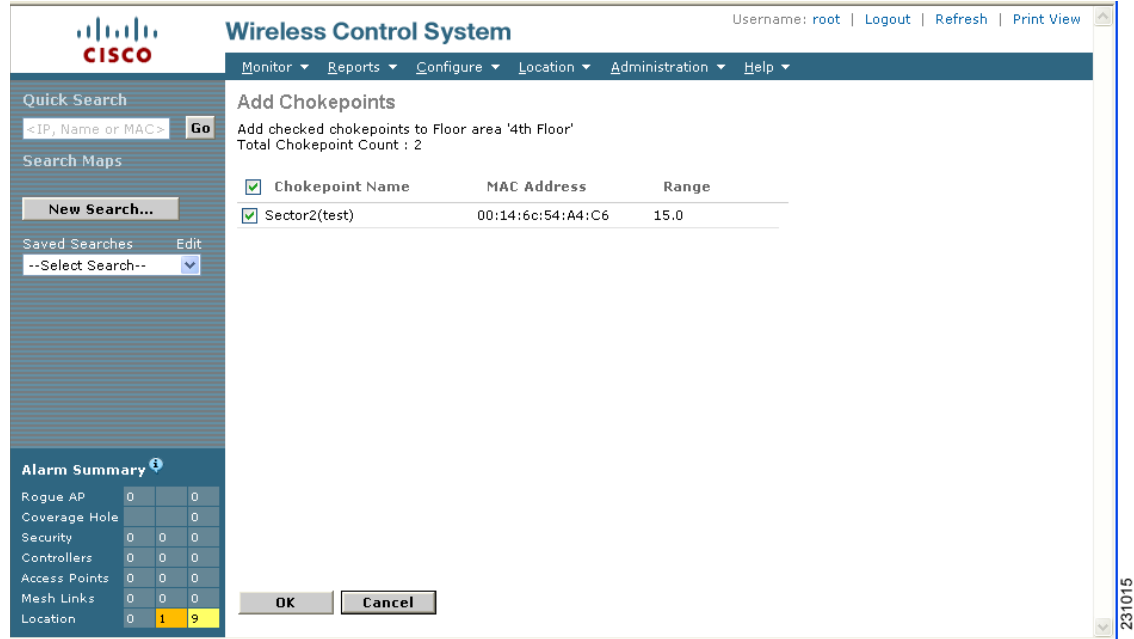 Username: root | Logout | Refresh | Print View
CISCO
Wireless Control System
Monitor Reports Configure Location Administration Help
Quick Search
<IP, Name or MAC> Go
Search Maps
New Search...
Saved Searches Edit
--Select Search--
Add Chokepoints
Add checked chokepoints to Floor area '4th Floor'
Total Chokepoint Count : 2
Chokepoint Name MAC Address Range
Sector2(test) 00:14:6c:54:A4:C6 15.0
Alarm Summary
Rogue AP 0 0
Coverage Hole 0
Security 0 0 0
Controllers 0 0 0
Access Points 0 0 0
Mesh Links 0 0 0
Location 0 1 9
OK Cancel
231015